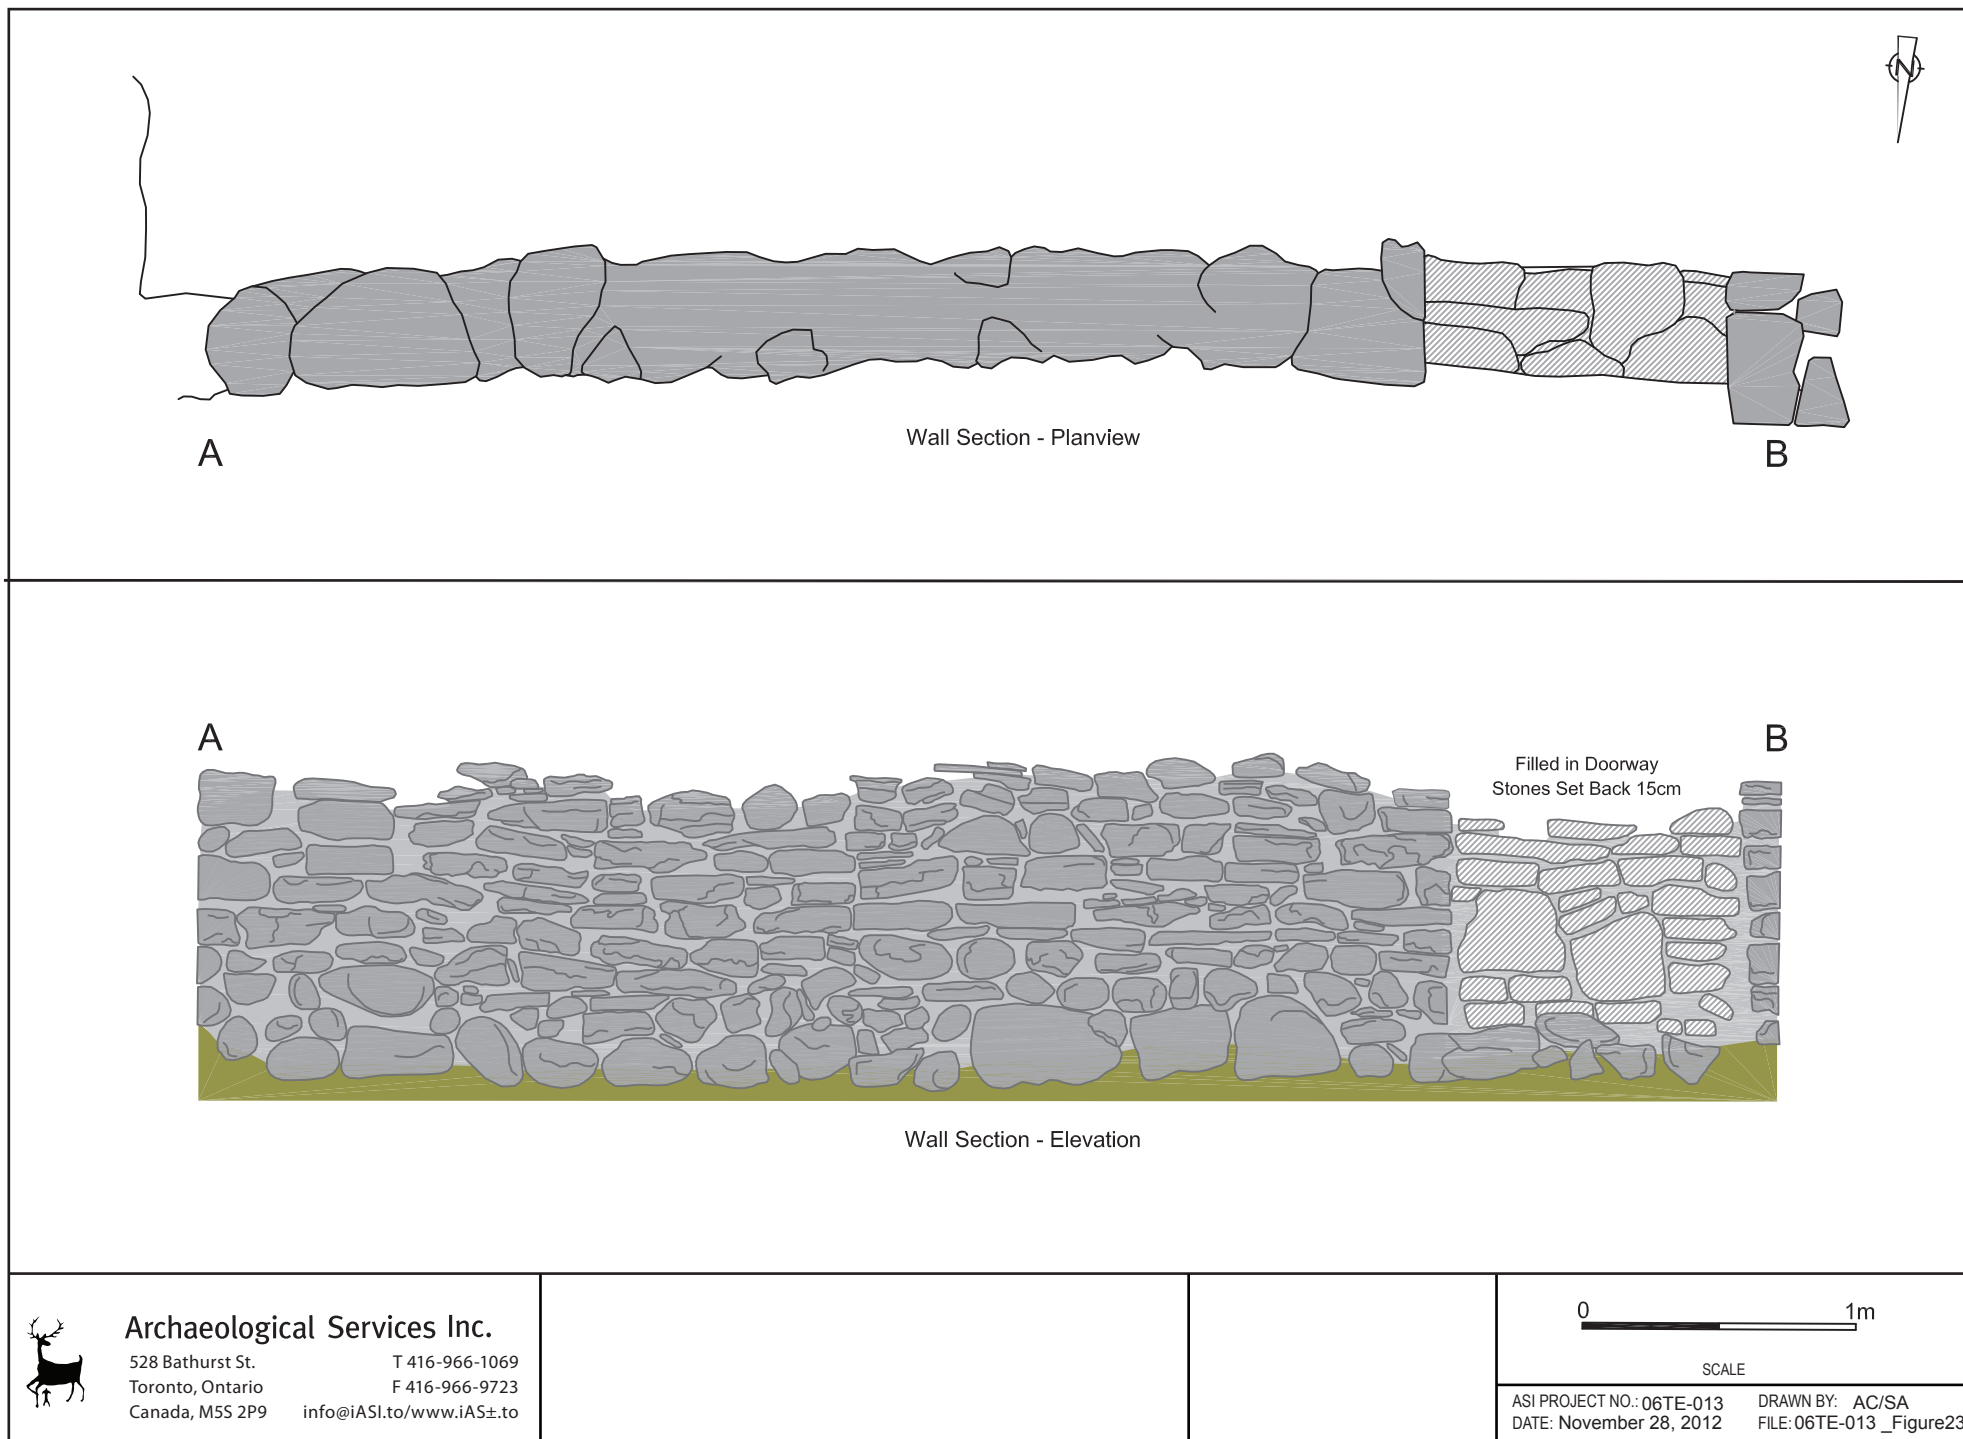 N
A
Wall Section - Planview
B
A
B
Filled in Doorway
Stones Set Back 15cm
Wall Section - Elevation
Archaeological Services Inc.
528 Bathurst St. T 416-966-1069
Toronto, Ontario F 416-966-9723
Canada, M5S 2P9 info@iASI.to/www.iAS±.to
0 1m
SCALE
ASI PROJECT NO.: 06TE-013 DRAWN BY: AC/SA
DATE: November 28, 2012 FILE: 06TE-013 _Figure23